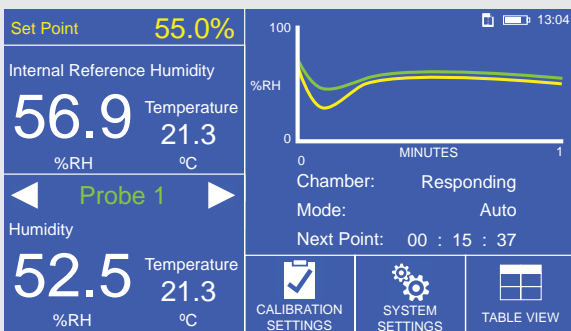 Set Point 55.0%
Internal Reference Humidity
56.9
Temperature
21.3
%RH ºC
Probe 1
Humidity
52.5
Temperature
21.3
%RH ºC
13:04
100
%RH
0
0 MINUTES 1
Chamber: Responding
Mode: Auto
Next Point: 00 : 15 : 37
CALIBRATION
SETTINGS
SYSTEM
SETTINGS
TABLE VIEW